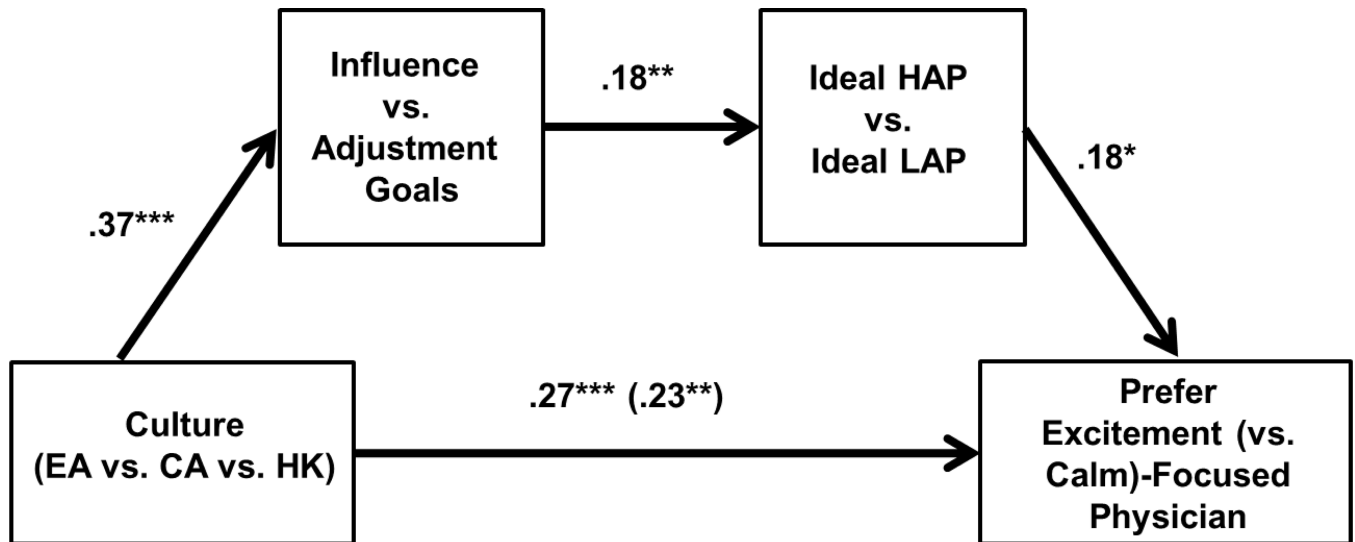 Influence
vs.
Adjustment
Goals
.18**
Ideal HAP
vs.
Ideal LAP
.18*
.37***
Culture
(EA vs. CA vs. HK)
.27*** (.23**)
Prefer
Excitement (vs.
Calm)-Focused
Physician